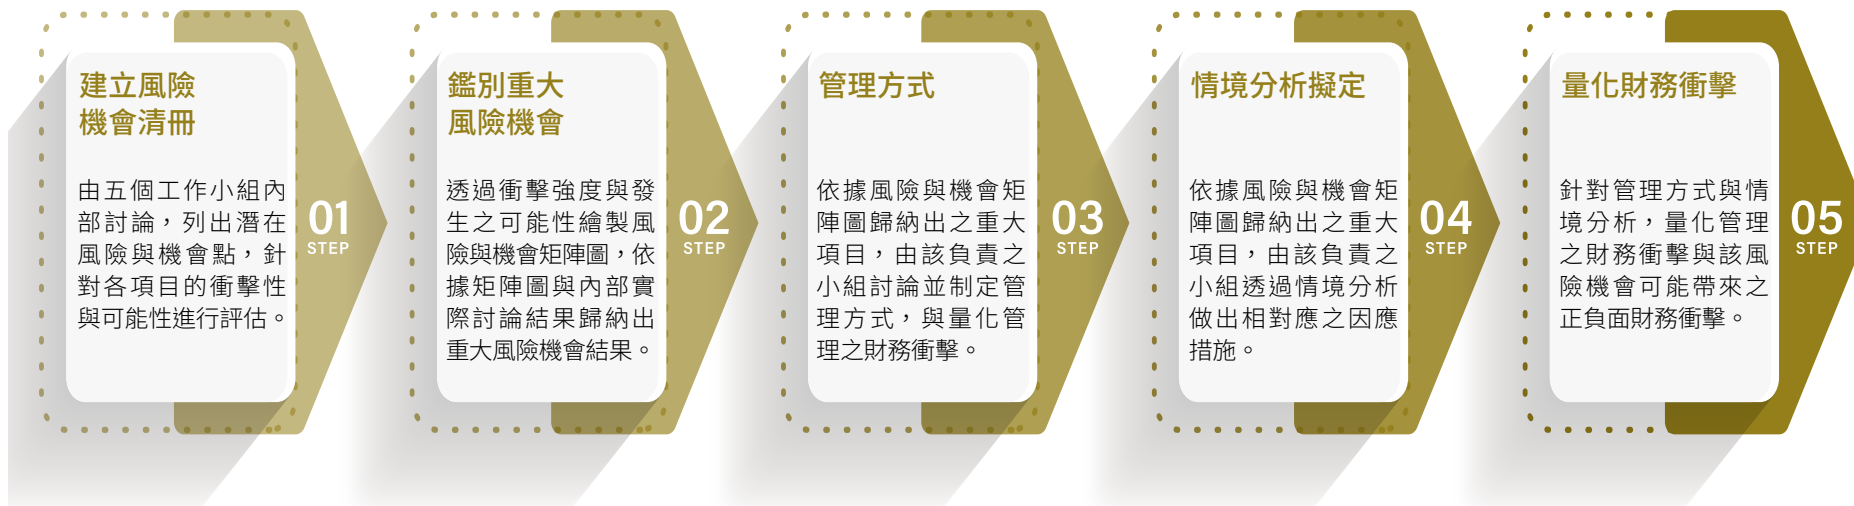 建立風險
機會清冊
由五個工作小組內
部討論，列出潛在
風險與機會點，針
對各項目的衝擊性
與可能性進行評估。
01
STEP
鑑別重大
風險機會
透過衝擊強度與發
生之可能性繪製風
險與機會矩陣圖，依
據矩陣圖與內部實
際討論結果歸納出
重大風險機會結果。
02
STEP
管理方式
依據風險與機會矩
陣圖歸納出之重大
項目，由該負責之
小組討論並制定管
理方式，與量化管
理之財務衝擊。
03
STEP
情境分析擬定
依據風險與機會矩
陣圖歸納出之重大
項目，由該負責之
小組透過情境分析
做出相對應之因應
措施。
04
STEP
量化財務衝擊
針對管理方式與情
境分析，量化管理
之財務衝擊與該風
險機會可能帶來之
正負面財務衝擊。
05
STEP